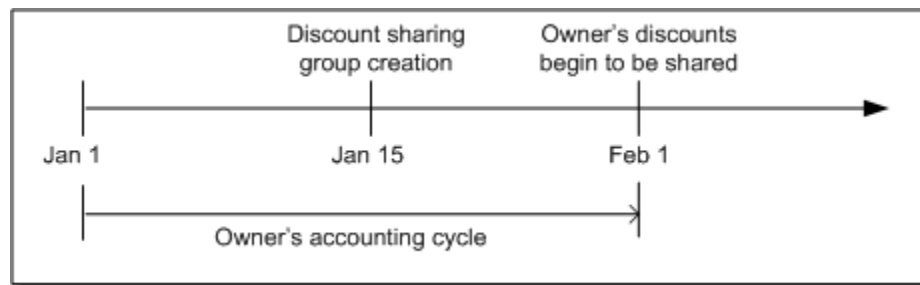 Discount sharing
group creation
Owner's discounts
begin to be shared
Jan 1
Jan 15
Feb 1
Owner's accounting cycle